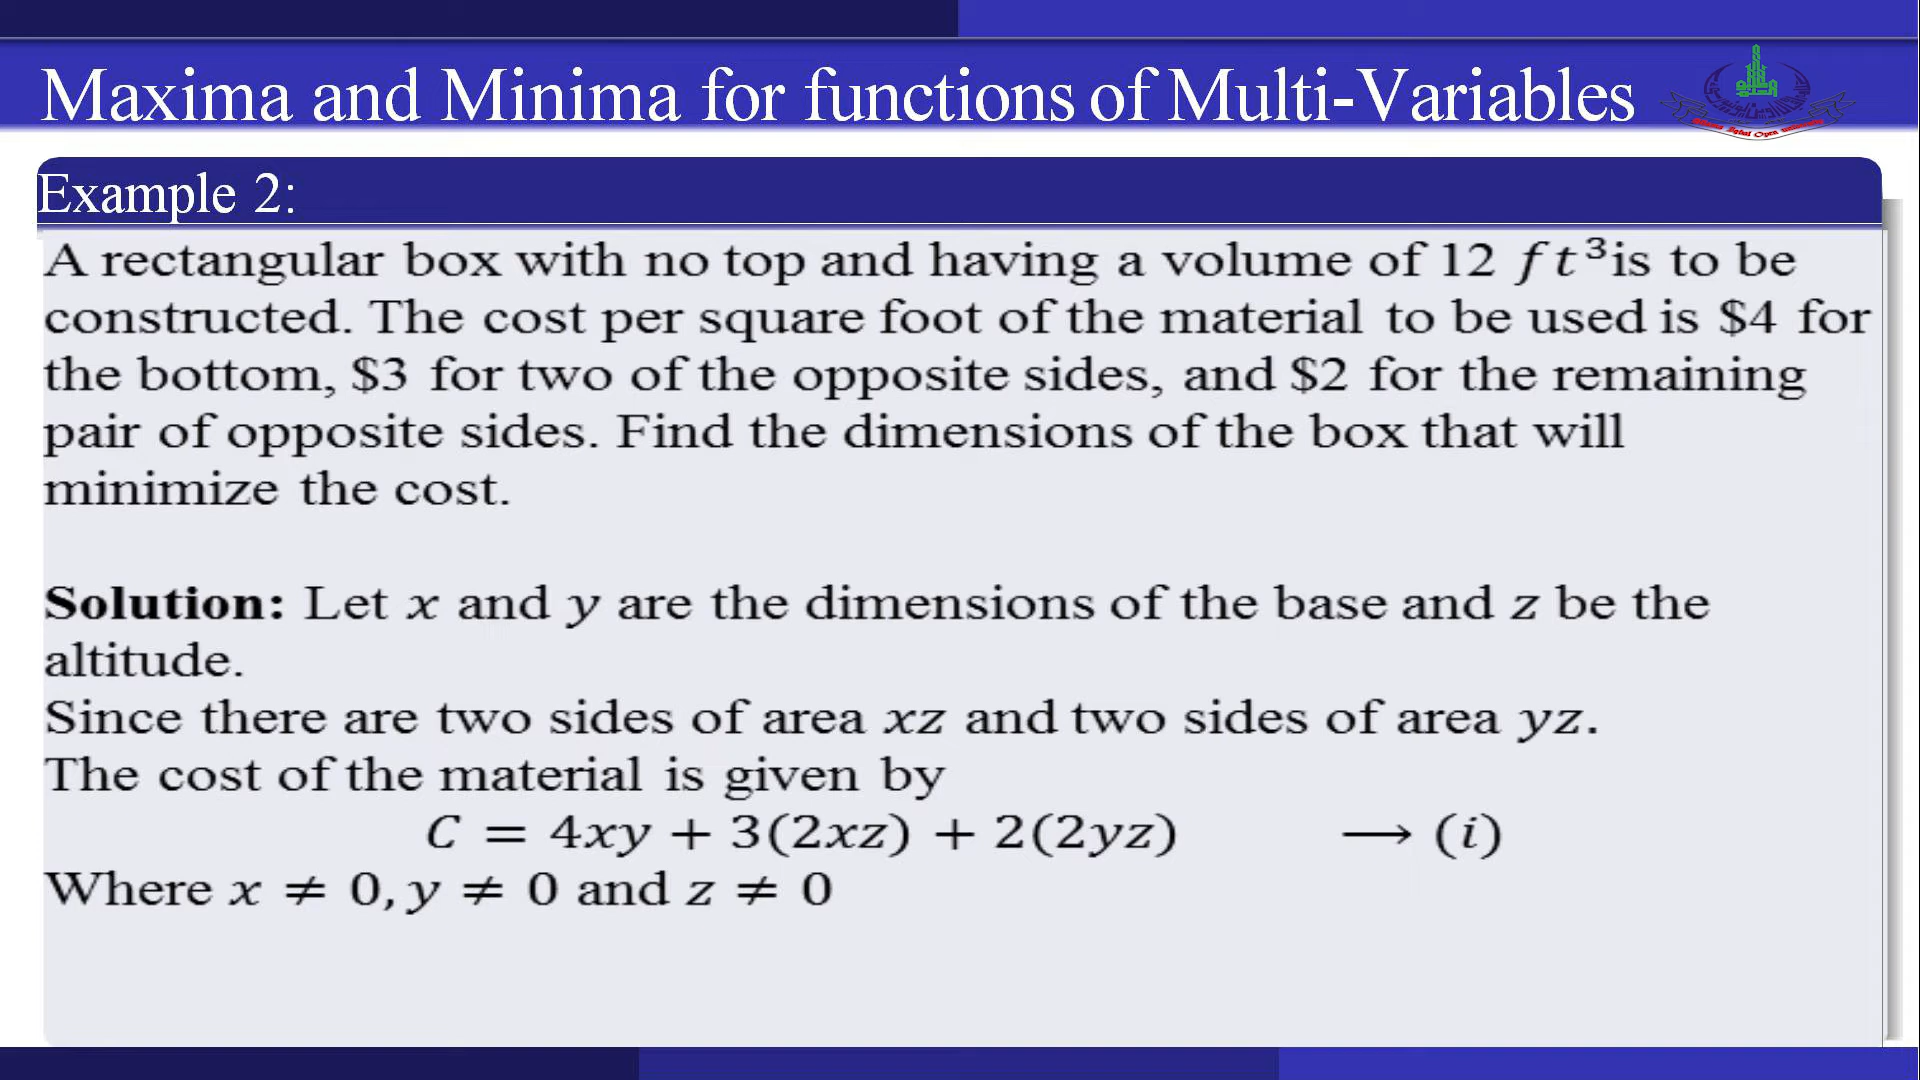 Maxima and Minima for functions of Multi-Variables
Example 2:
A rectangular box with no top and having a volume of 12 ft³is to be
constructed. The cost per square foot of the material to be used is $4 for
the bottom, $3 for two of the opposite sides, and $2 for the remaining
pair of opposite sides. Find the dimensions of the box that will
minimize the cost.
Solution: Let x and y are the dimensions of the base and z be the
altitude.
Since there are two sides of area xz and two sides of area yz.
The cost of the material is given by
C = 4xy + 3(2xz) + 2(2yz) ⟶ (i)
Where x ≠ 0, y ≠ 0 and z ≠ 0